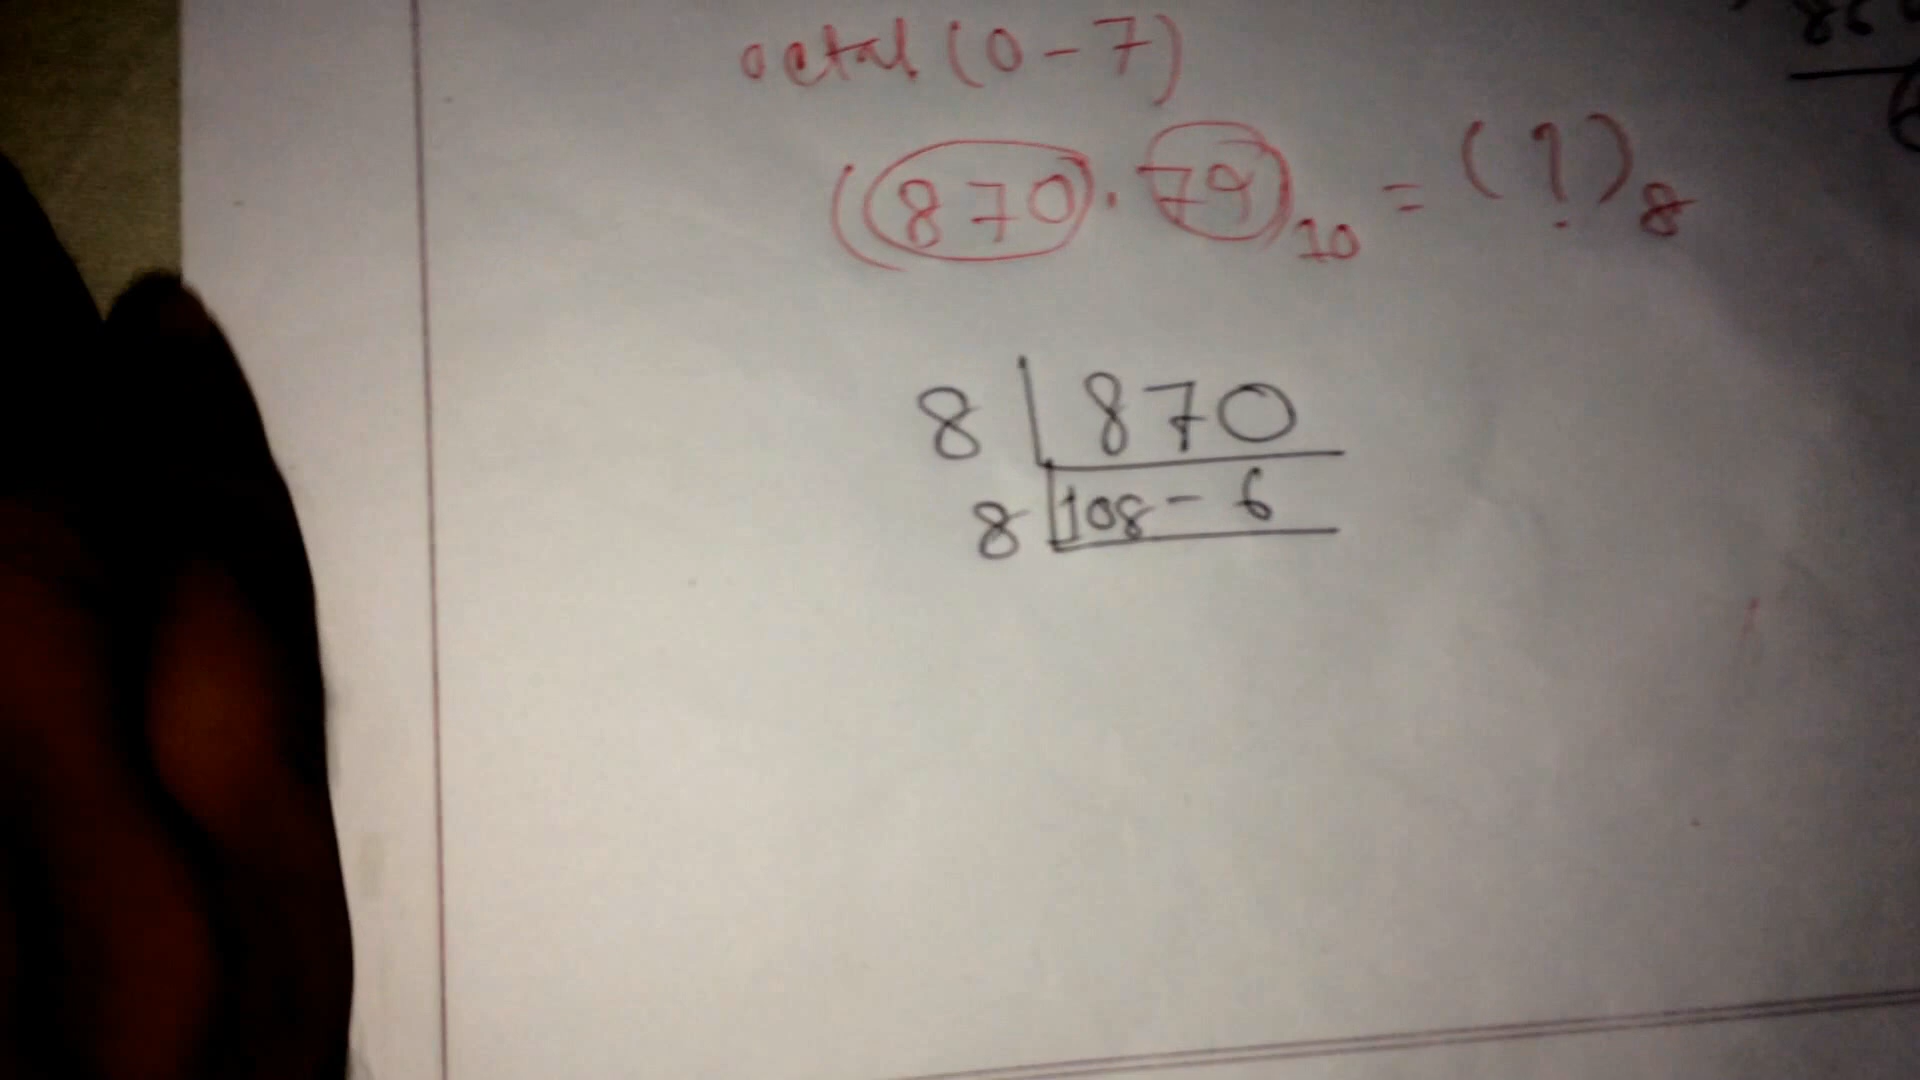 octal (0-7)
(870.79)10 = (?)8
8 870
8 108 - 6